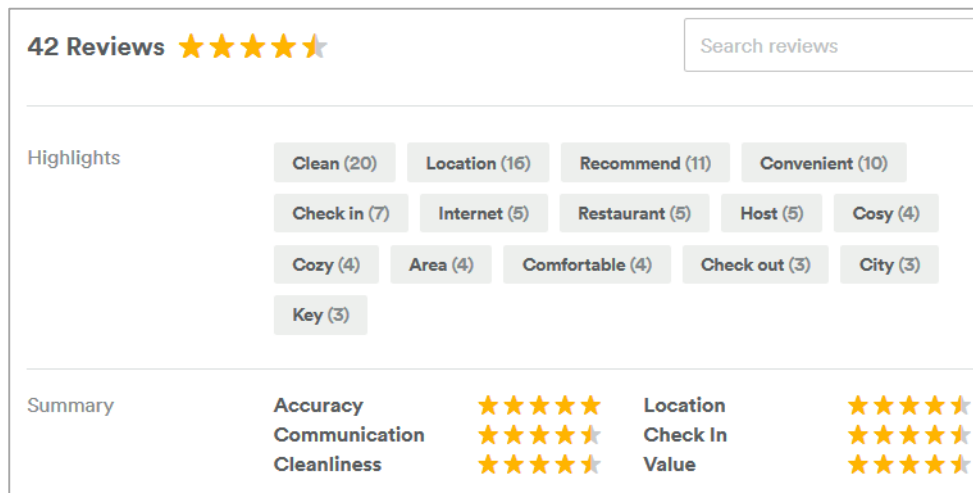 42 Reviews
Search reviews
Highlights
Clean (20) Location (16) Recommend (11) Convenient (10)
Check in (7) Internet (5) Restaurant (5) Host (5) Cosy (4)
Cozy (4) Area (4) Comfortable (4) Check out (3) City (3)
Key (3)
Summary
Accuracy Location
Communication Check In
Cleanliness Value